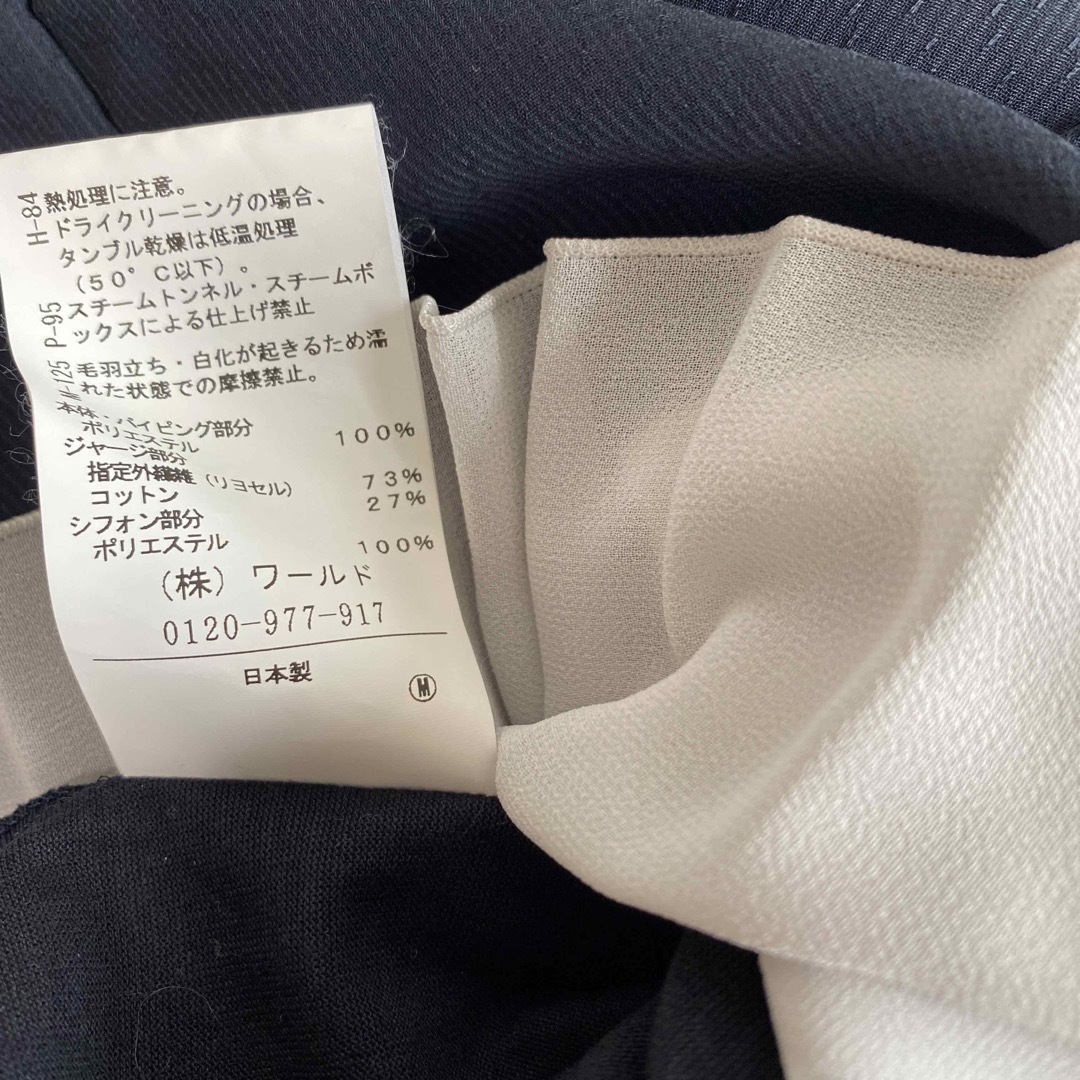 H-84 熱処理に注意。
ドライクリーニングの場合、
タンブル乾燥は低温処理
(50°C以下)。
P-95 スチームトンネル・スチームボ
ックスによる仕上げ禁止
W-125 毛羽立ち・白化が起きるため濡
れた状態での摩擦禁止。
本体・パイピング部分
ポリエステル 100%
ジャージ部分
指定外繊維(リヨセル) 73%
コットン 27%
シフォン部分
ポリエステル 100%
(株) ワールド
0120-977-917
日本製
M